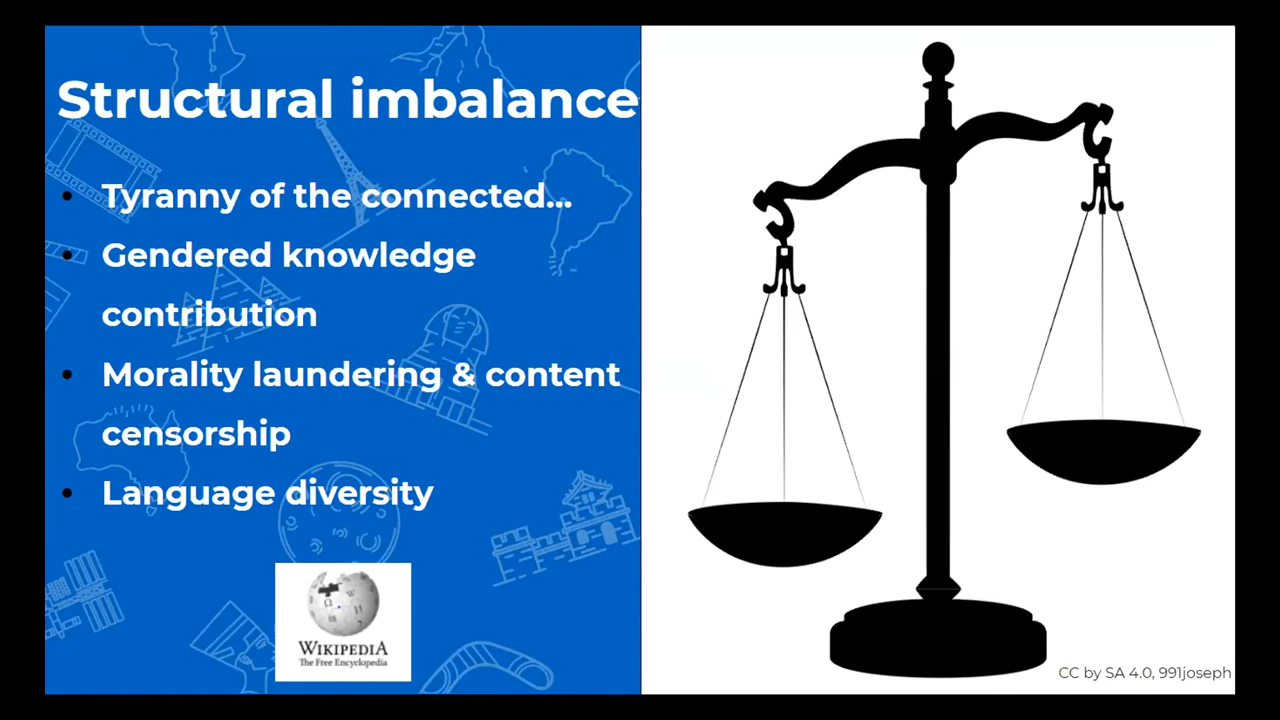 Structural imbalance
• Tyranny of the connected...
• Gendered knowledge
contribution
• Morality laundering & content
censorship
• Language diversity
WIKIPEDIA
The Free Encyclopedia
CC by SA 4.0, 991joseph